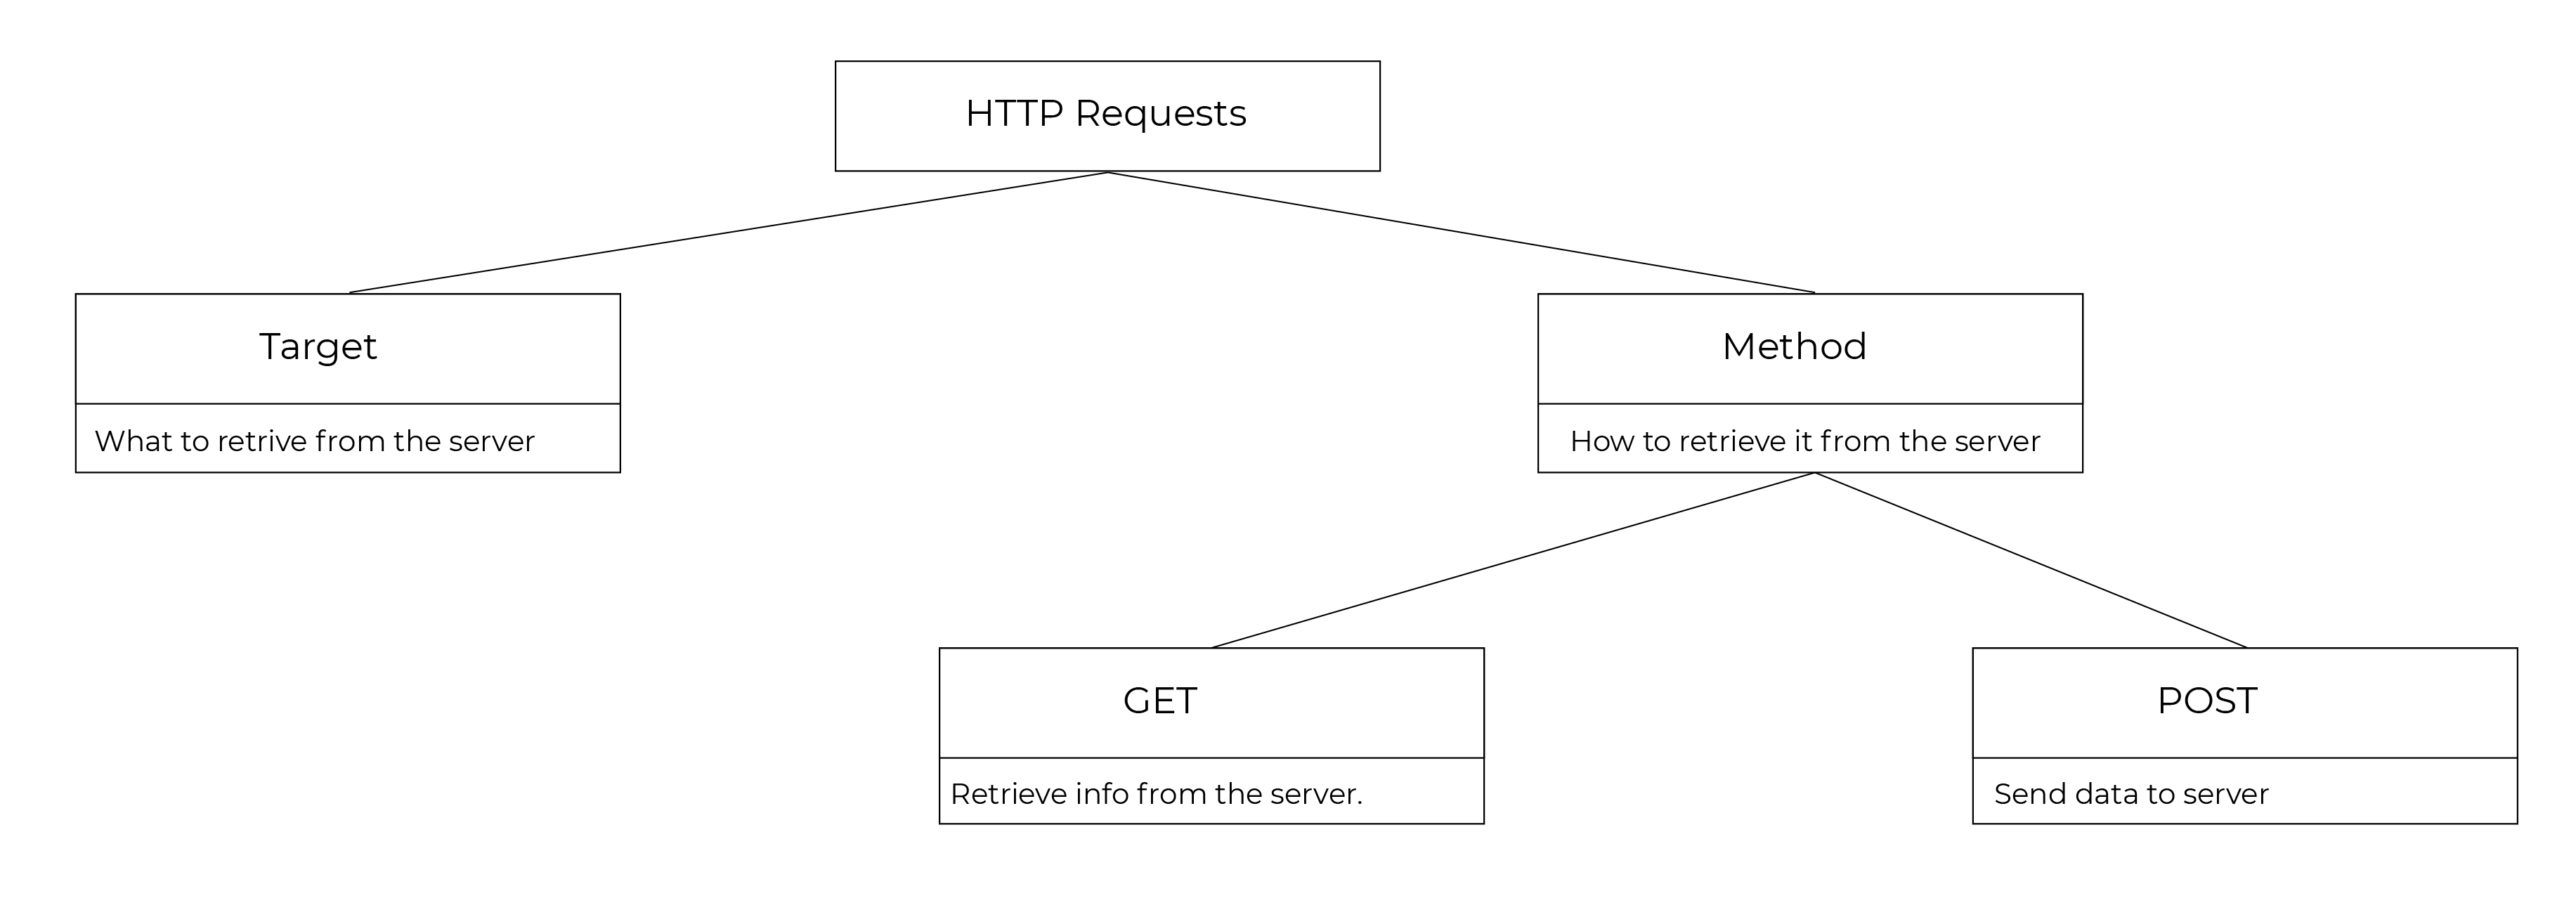 HTTP Requests
Target
Method
What to retrive from the server
How to retrieve it from the server
GET
POST
Retrieve info from the server.
Send data to server